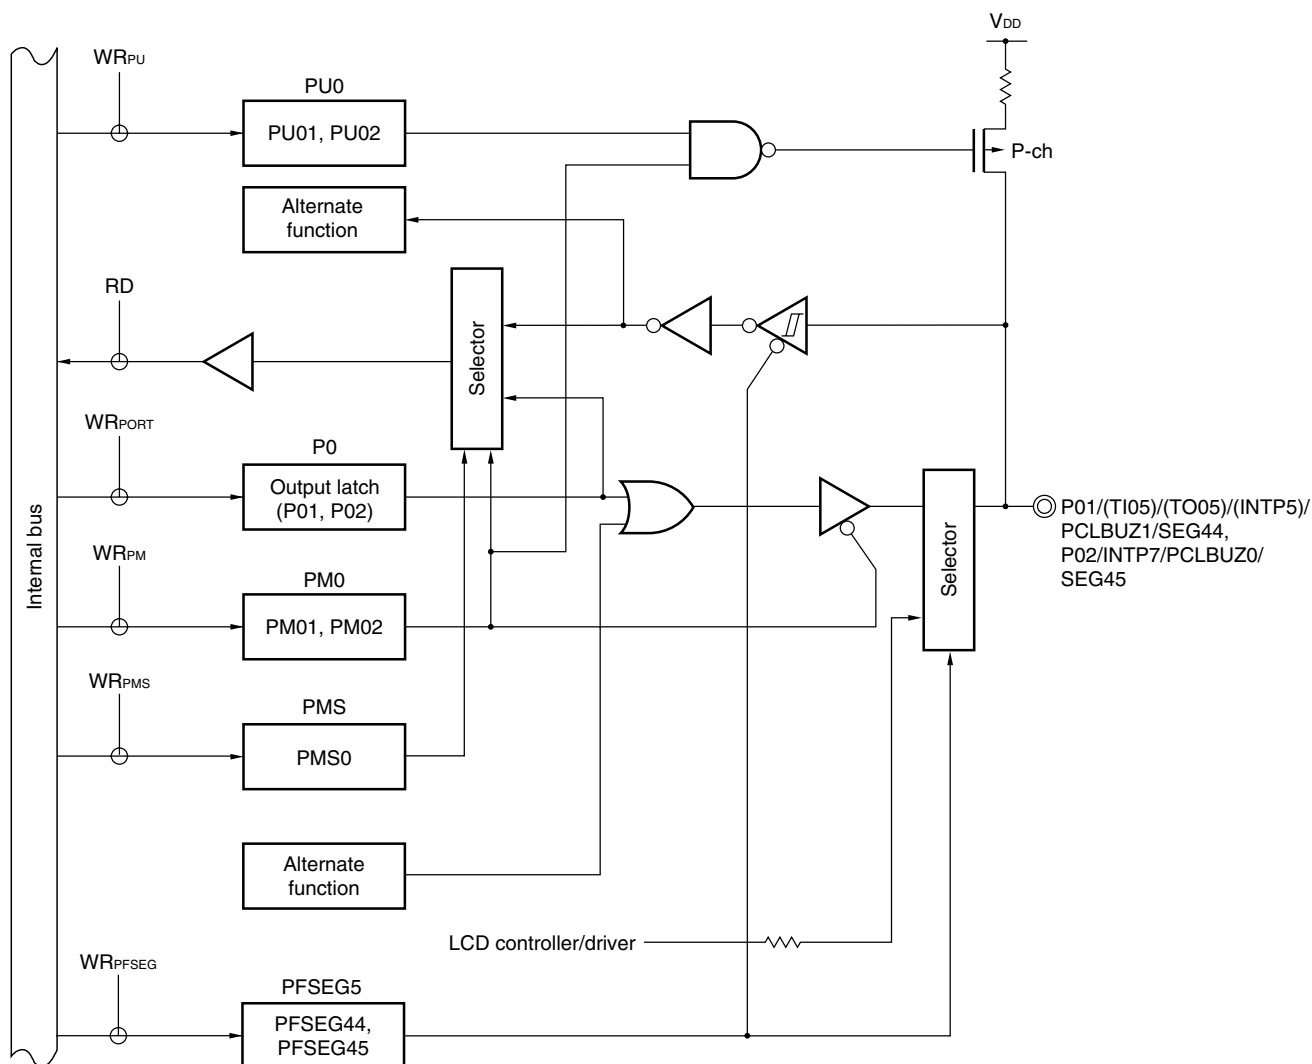 VDD
WRPU
PU0
PU01, PU02
P-ch
Alternate
function
RD
Selector
WRPORT
P0
Output latch
(P01, P02)
P01/(TI05)/(TO05)/(INTP5)/
PCLBUZ1/SEG44,
P02/INTP7/PCLBUZ0/
SEG45
Selector
Internal bus
WRPM
PM0
PM01, PM02
WRPMS
PMS
PMS0
Alternate
function
LCD controller/driver
WRPFSEG
PFSEG5
PFSEG44,
PFSEG45